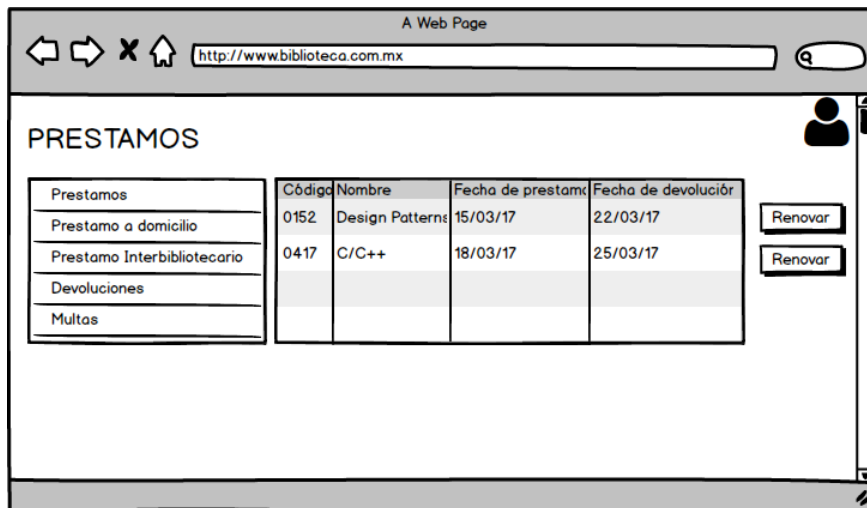 A Web Page
http://www.biblioteca.com.mx
PRESTAMOS
Prestamos
Prestamo a domicilio
Prestamo Interbibliotecario
Devoluciones
Multas
Código Nombre Fecha de prestamo Fecha de devolución
0152 Design Patterns 15/03/17 22/03/17 Renovar
0417 C/C++ 18/03/17 25/03/17 Renovar